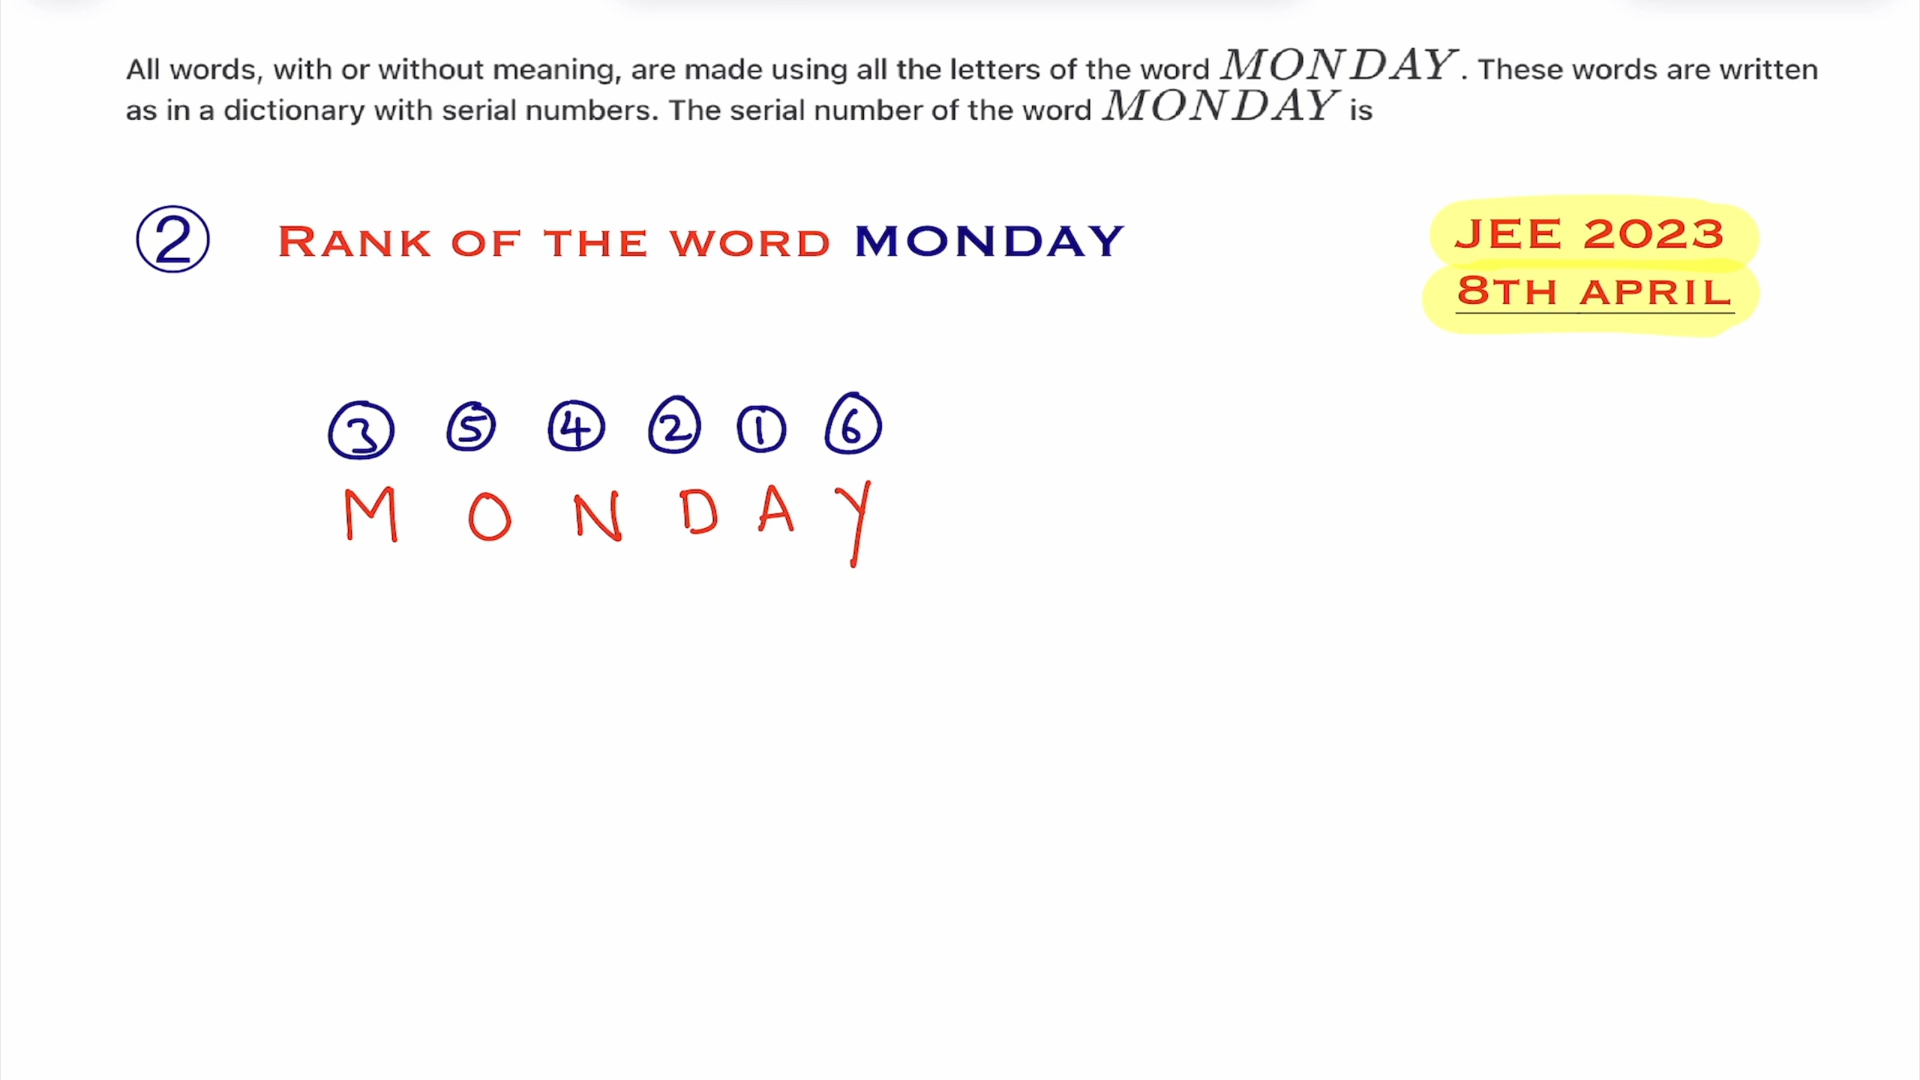 All words, with or without meaning, are made using all the letters of the word MONDAY. These words are written
as in a dictionary with serial numbers. The serial number of the word MONDAY is
② RANK OF THE WORD MONDAY
JEE 2023
8TH APRIL
③ ⑤ ④ ② ① ⑥
M O N D A Y